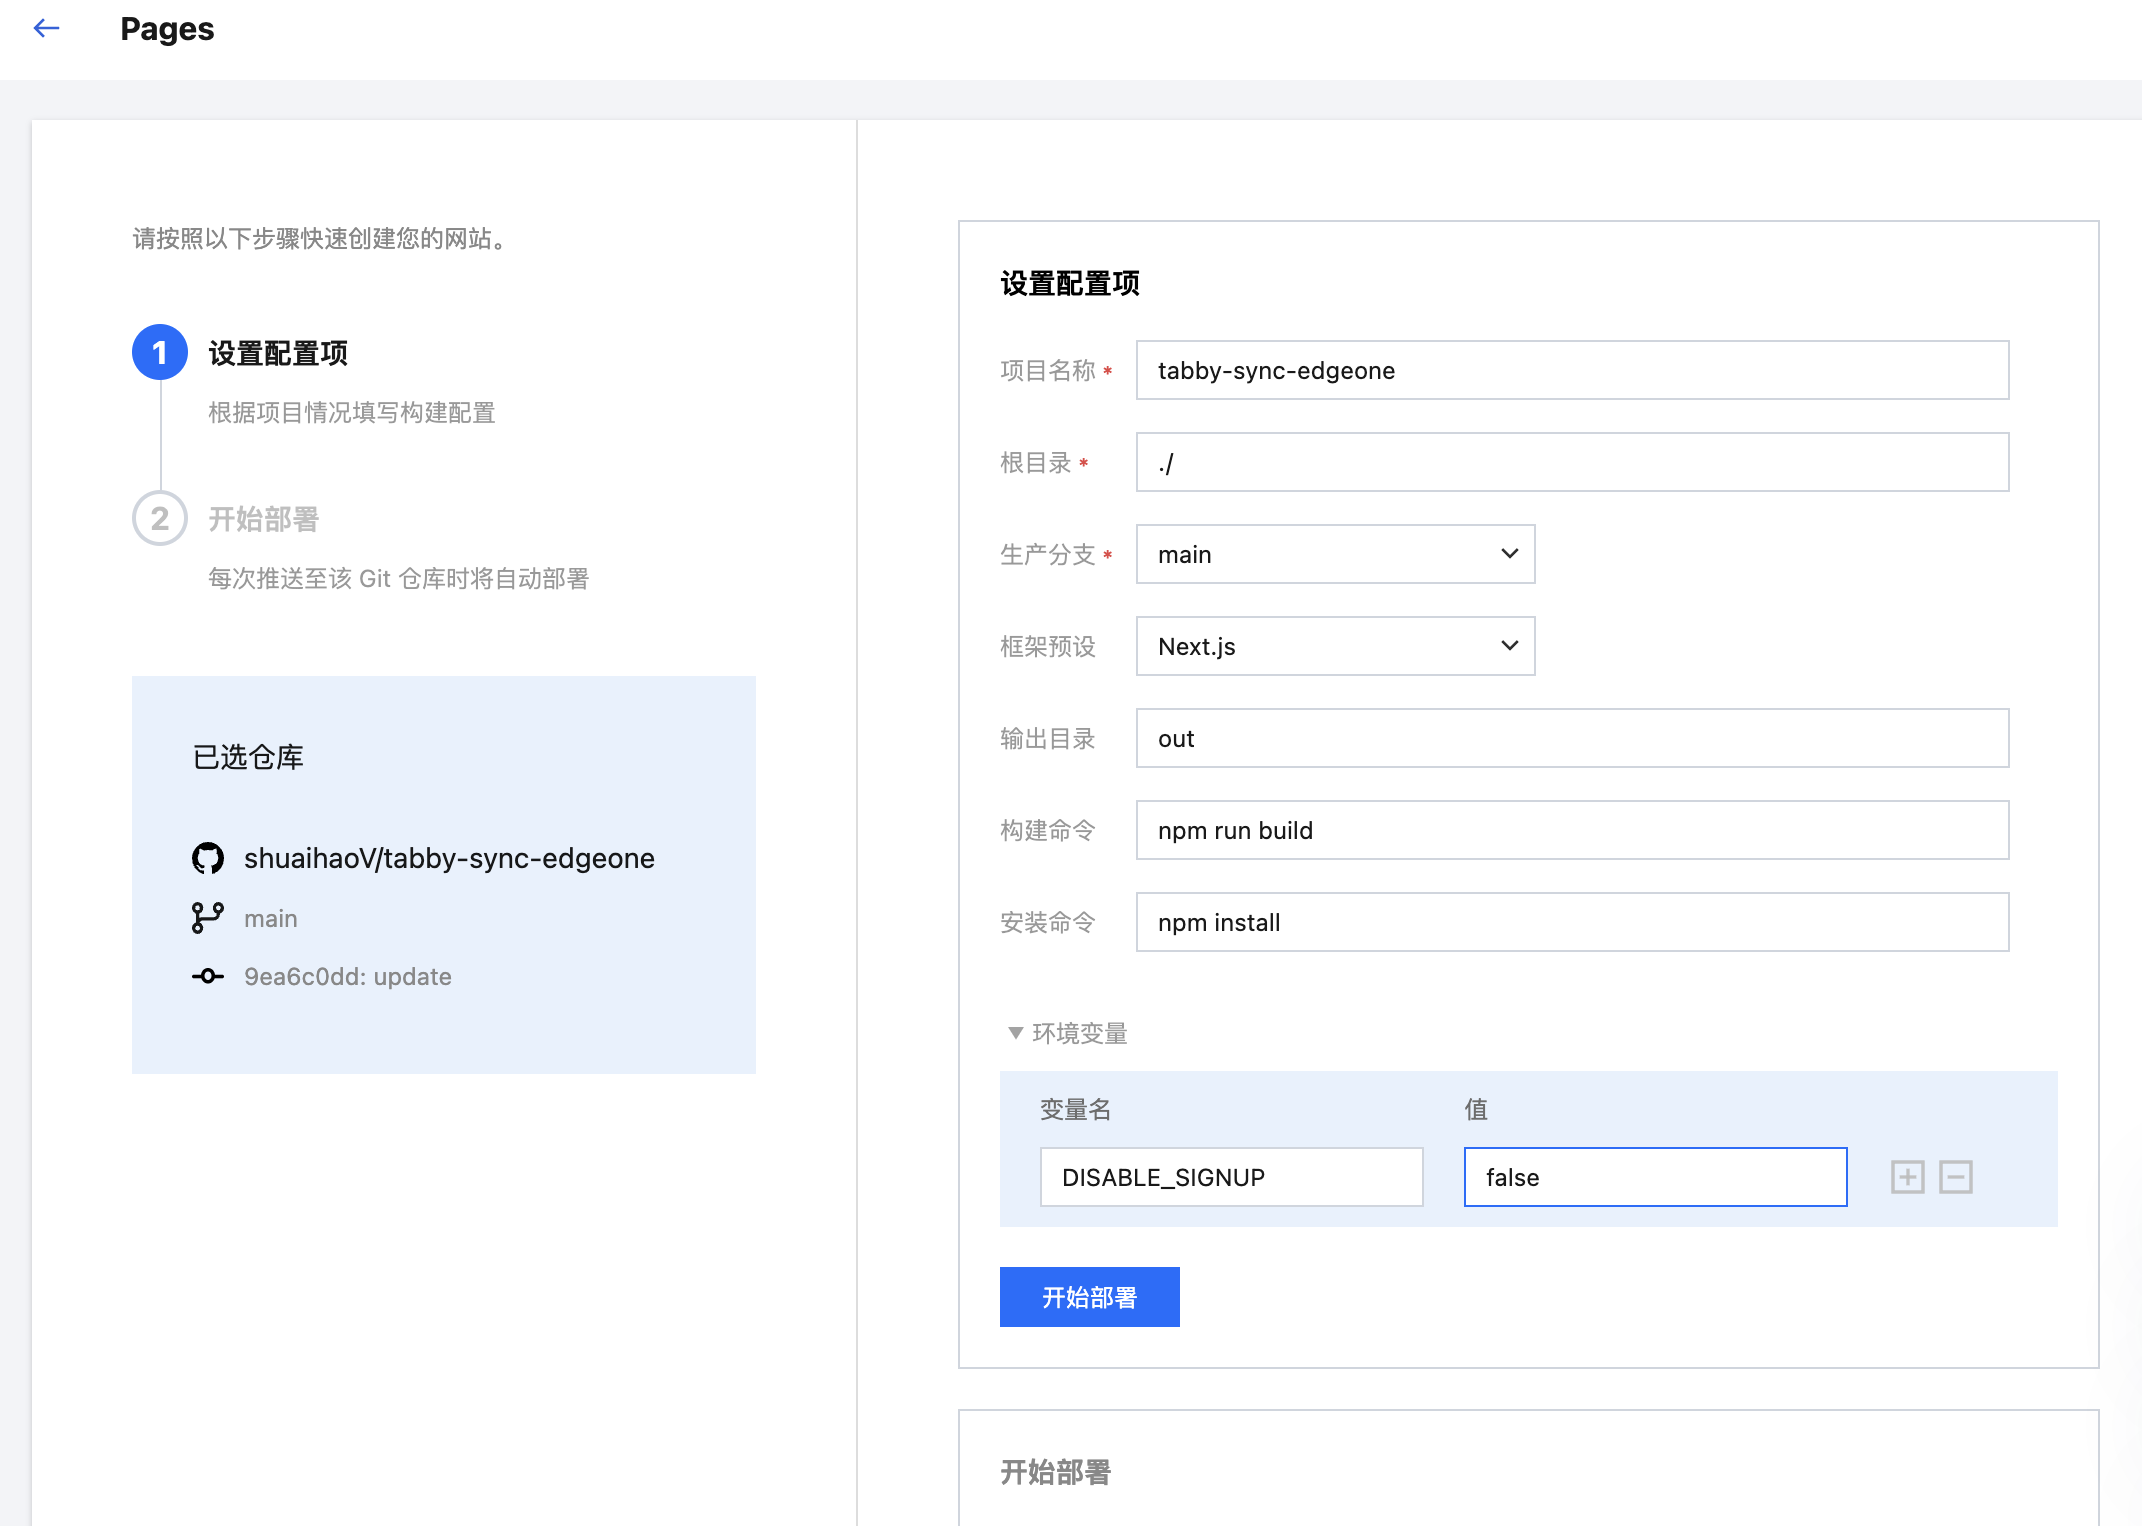 Pages
请按照以下步骤快速创建您的网站。
1 设置配置项
根据项目情况填写构建配置
2 开始部署
每次推送至该 Git 仓库时将自动部署
已选仓库
shuaihaoV/tabby-sync-edgeone
main
9ea6c0dd: update
设置配置项
项目名称 * tabby-sync-edgeone
根目录 * ./
生产分支 * main
框架预设 Next.js
输出目录 out
构建命令 npm run build
安装命令 npm install
环境变量
变量名 值
DISABLE_SIGNUP false
开始部署
开始部署